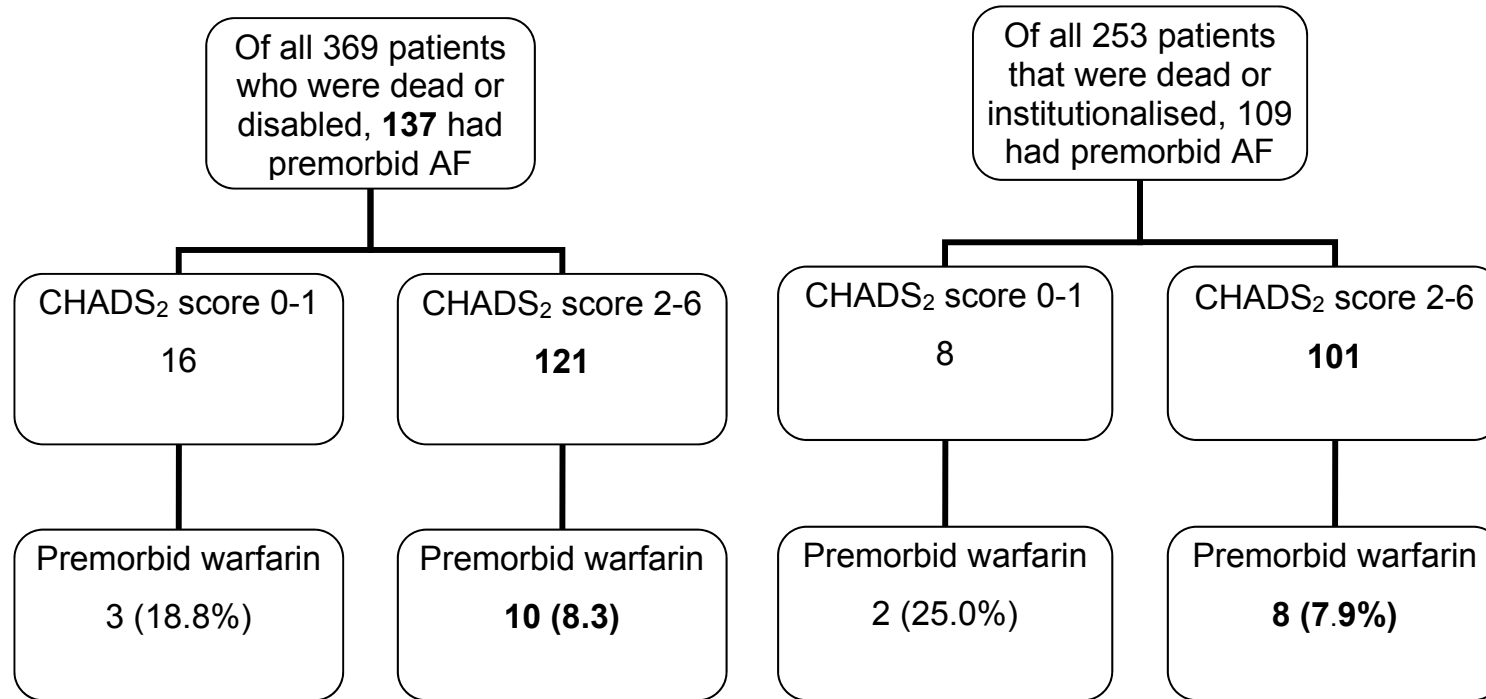 Of all 369 patients
who were dead or
disabled, 137 had
premorbid AF
CHADS₂ score 0-1
16
CHADS₂ score 2-6
121
Premorbid warfarin
3 (18.8%)
Premorbid warfarin
10 (8.3)
Of all 253 patients
that were dead or
institutionalised, 109
had premorbid AF
CHADS₂ score 0-1
8
CHADS₂ score 2-6
101
Premorbid warfarin
2 (25.0%)
Premorbid warfarin
8 (7.9%)